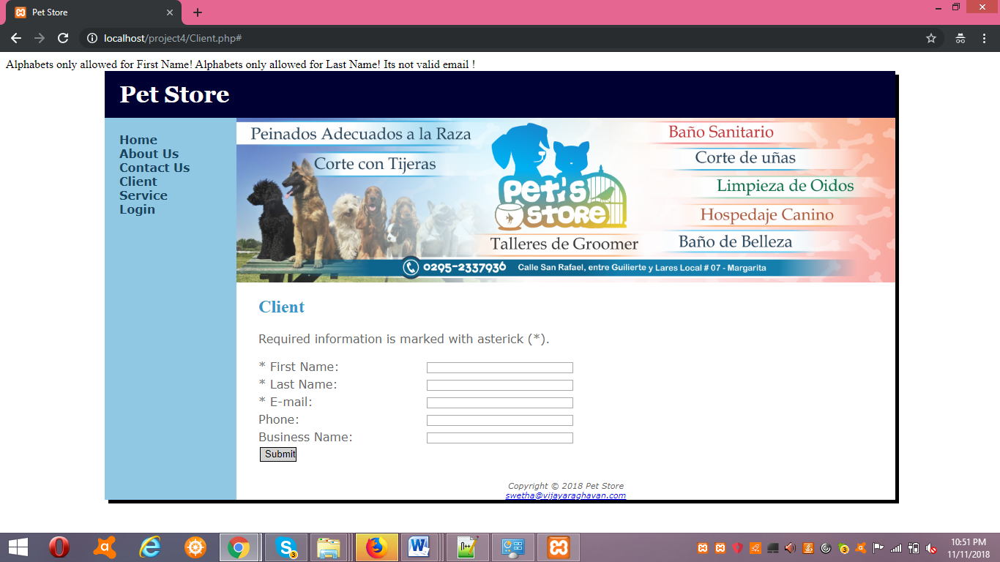 Pet Store
localhost/project4/Client.php#
Alphabets only allowed for First Name! Alphabets only allowed for Last Name! Its not valid email !
Pet Store
Home
About Us
Contact Us
Client
Service
Login
Peinados Adecuados a la Raza
Corte con Tijeras
Pet's
Store
Talleres de Groomer
Baño Sanitario
Corte de uñas
Limpieza de Oidos
Hospedaje Canino
Baño de Belleza
0295-2337936 Calle San Rafael, entre Guilierte y Lares Local # 07 - Margarita
Client
Required information is marked with asterick (*).
* First Name:
* Last Name:
* E-mail:
Phone:
Business Name:
Submit
Copyright © 2018 Pet Store
swetha@vijayaraghavan.com
10:51 PM
11/11/2018